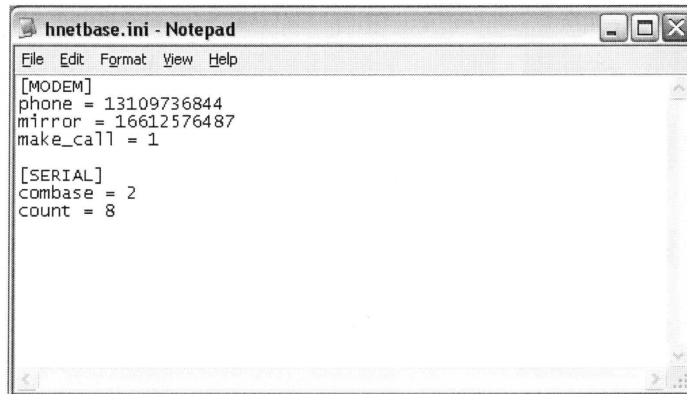 hnetbase.ini - Notepad
File Edit Format View Help
[MODEM]
phone = 13109736844
mirror = 16612576487
make_call = 1
[SERIAL]
combase = 2
count = 8